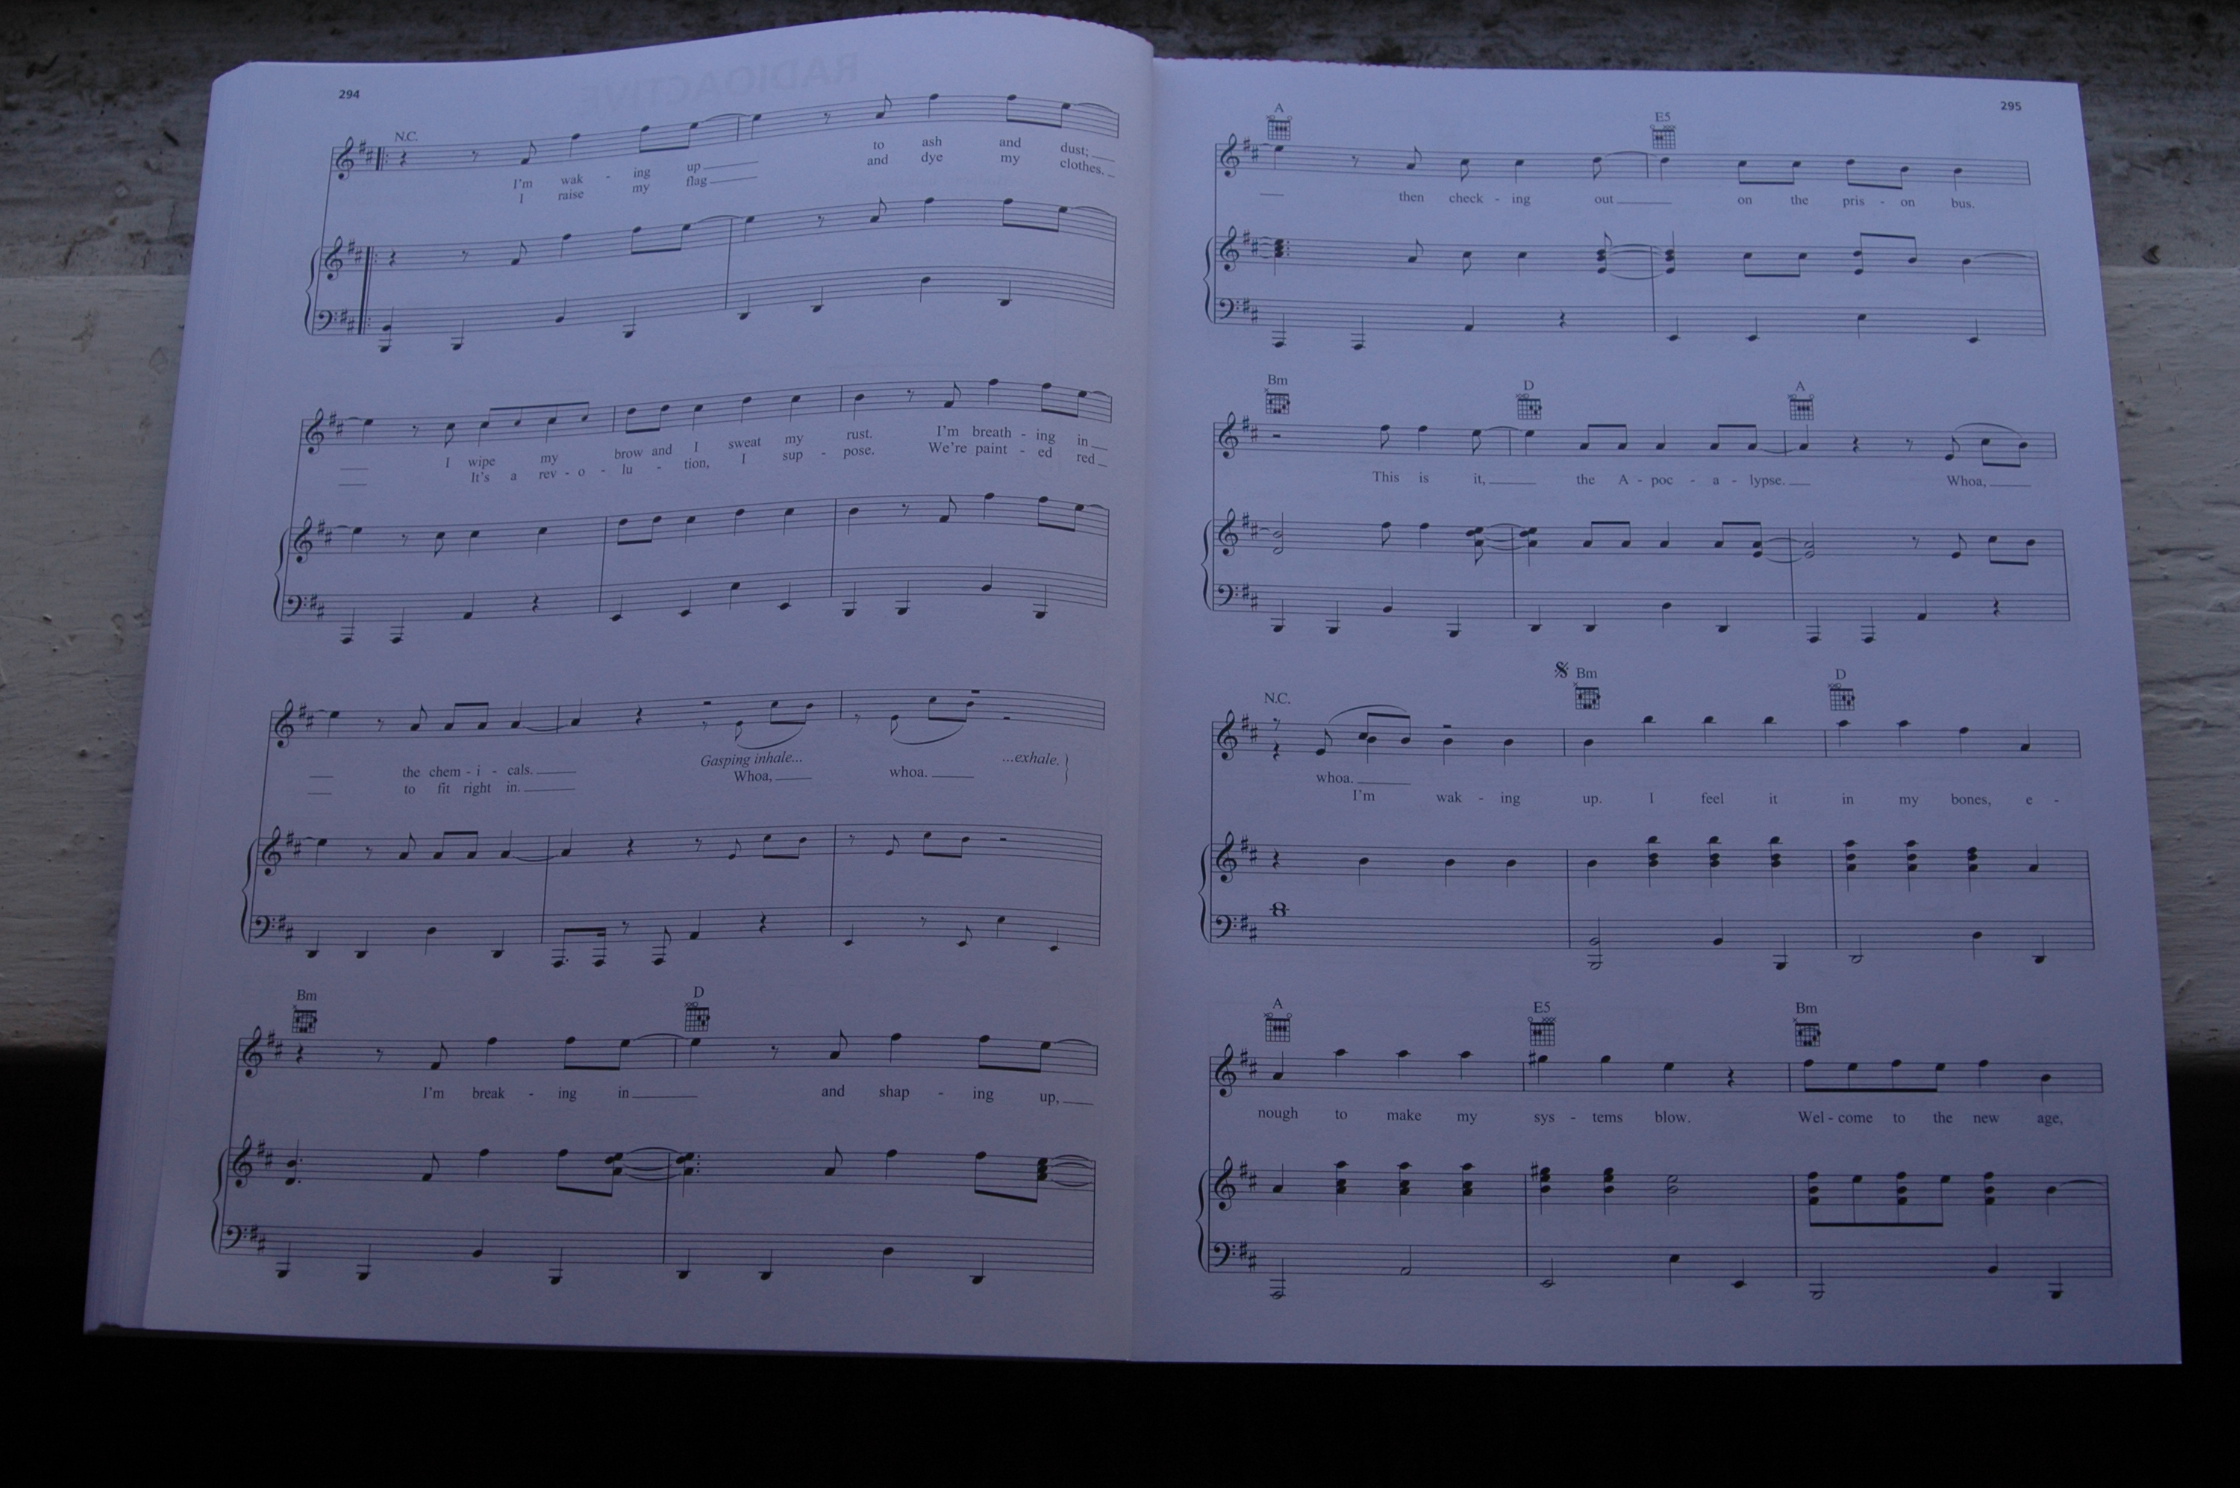 294
RADIOACTIVE
N.C.
I'm wak - ing up to ash and dust;
I raise my flag and dye my clothes.
I wipe my brow and I sweat my rust. I'm breath - ing in
It's a rev - o - lu - tion, I sup - pose. We're paint - ed red
Gasping inhale... ...exhale.
the chem - i - cals. Whoa, whoa.
to fit right in.
Bm D
I'm break - ing in and shap - ing up,
295
A E5
then check - ing out on the pris - on bus.
Bm D A
This is it, the A - poc - a - lypse. Whoa,
N.C. Bm D
whoa.
I'm wak - ing up. I feel it in my bones, e -
A E5 Bm
nough to make my sys - tems blow. Wel - come to the new age,